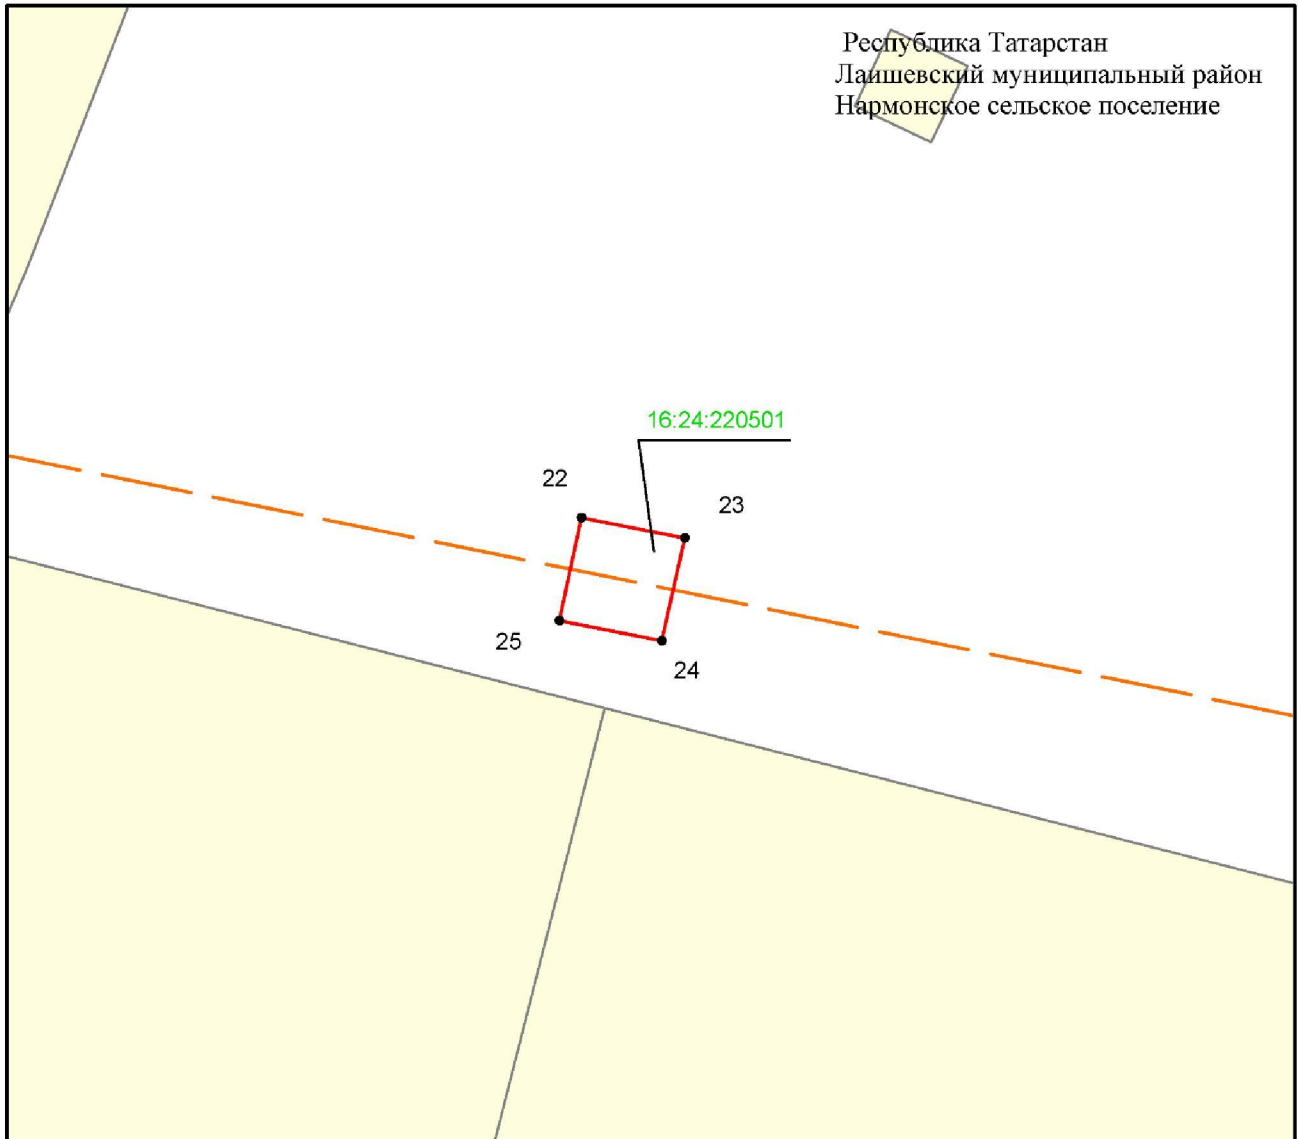 Республика Татарстан
Лаишевский муниципальный район
Нармонское сельское поселение
16:24:220501
22
23
25
24